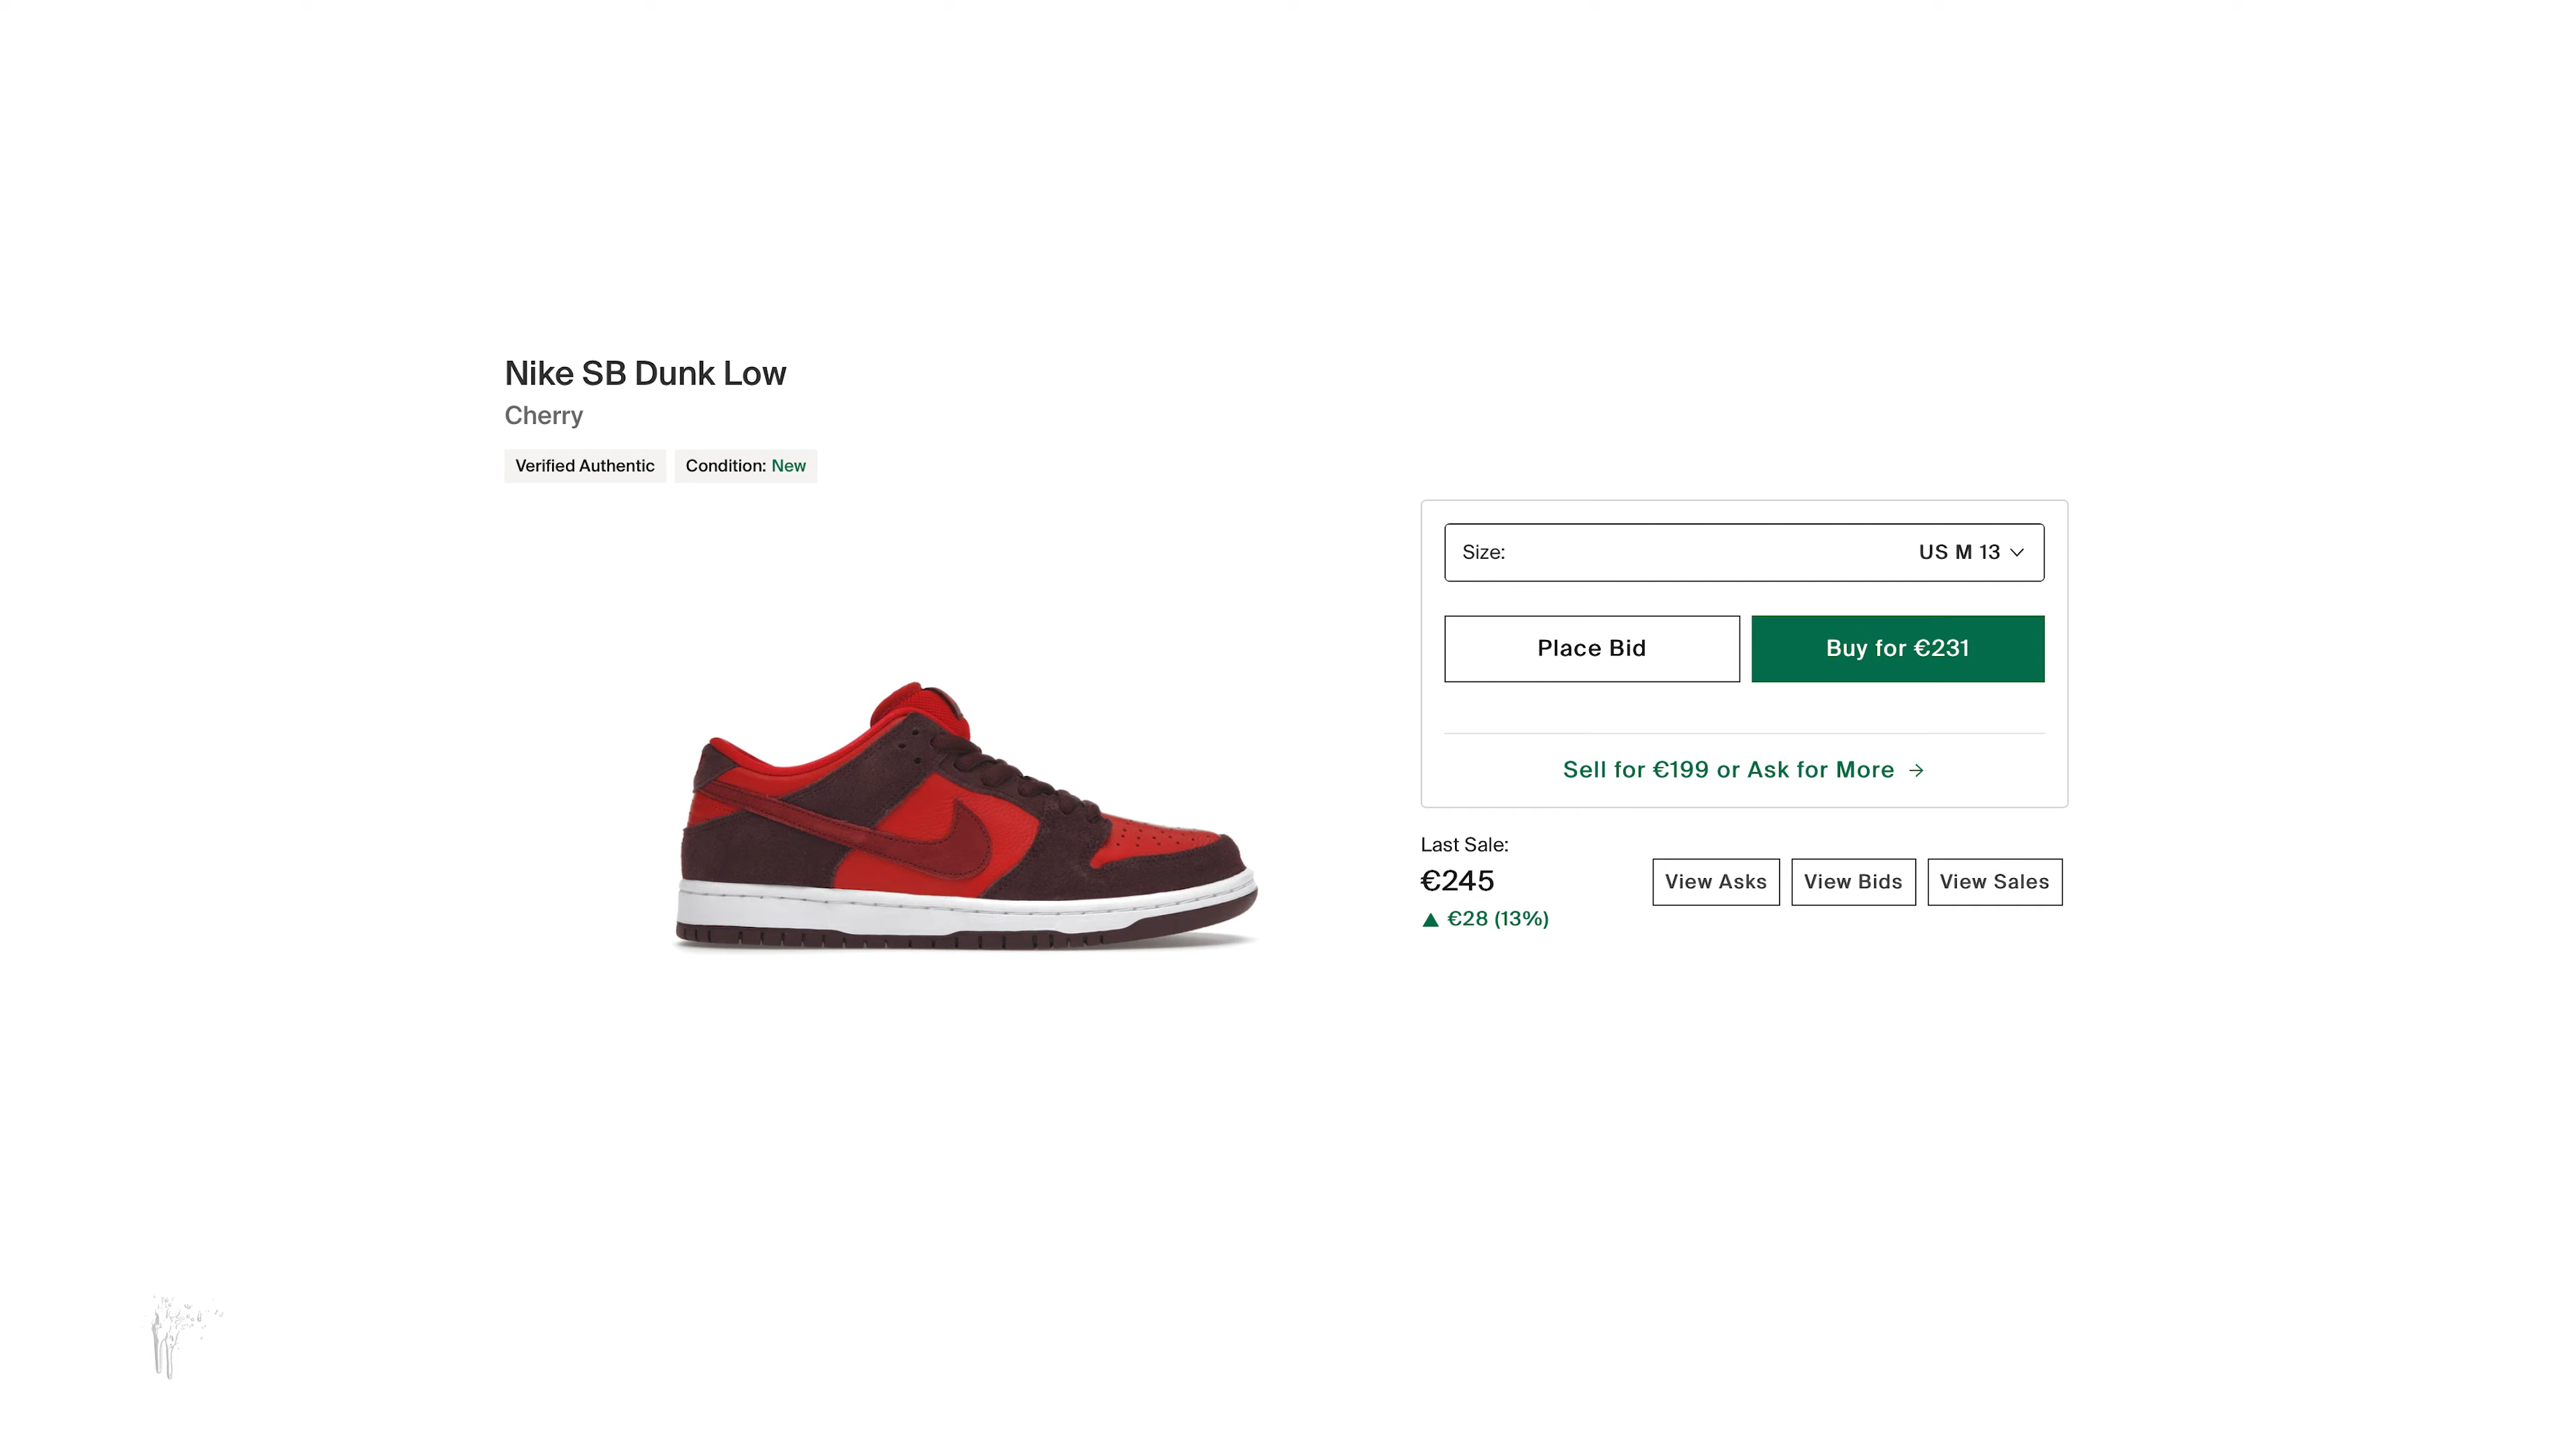 Nike SB Dunk Low
Cherry
Verified Authentic
Condition: New
Size:
US M 13
Place Bid
Buy for €231
Sell for €199 or Ask for More →
Last Sale:
€245
▲ €28 (13%)
View Asks
View Bids
View Sales